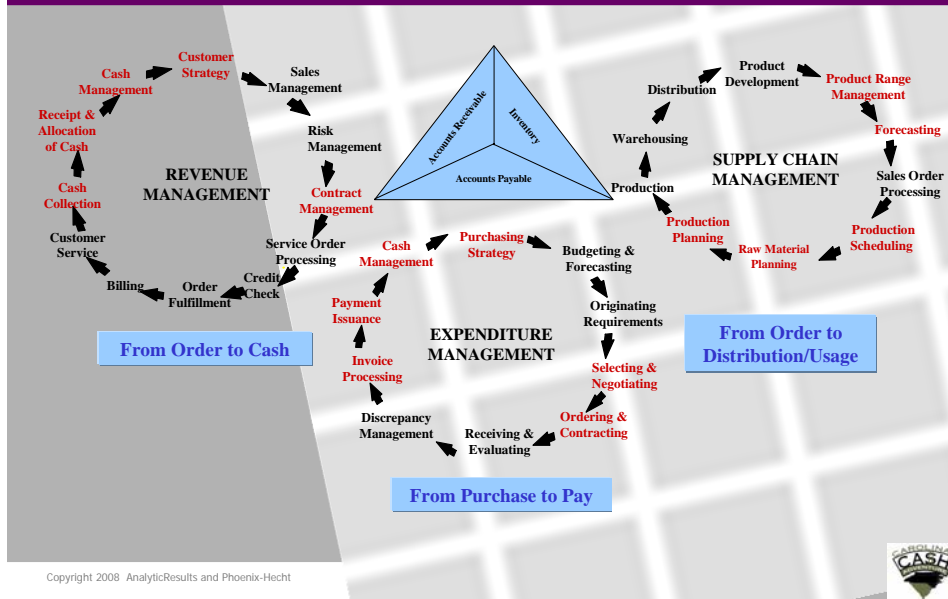 Customer
Strategy
Sales
Management
Risk
Management
Contract
Management
Service Order
Processing
Credit
Check
Order
Fulfillment
Billing
Customer
Service
Cash
Collection
Receipt &
Allocation
of Cash
Cash
Management
REVENUE
MANAGEMENT
From Order to Cash
Accounts Receivable
Inventory
Accounts Payable
Purchasing
Strategy
Budgeting &
Forecasting
Originating
Requirements
Selecting &
Negotiating
Ordering &
Contracting
Receiving &
Evaluating
Discrepancy
Management
Invoice
Processing
Payment
Issuance
Cash
Management
EXPENDITURE
MANAGEMENT
From Purchase to Pay
Product
Development
Product Range
Management
Forecasting
Sales Order
Processing
Production
Scheduling
Raw Material
Planning
Production
Planning
Production
Warehousing
Distribution
SUPPLY CHAIN
MANAGEMENT
From Order to
Distribution/Usage
Copyright 2008 AnalyticResults and Phoenix-Hecht
CAROLINA
CASH
ADVENTURE